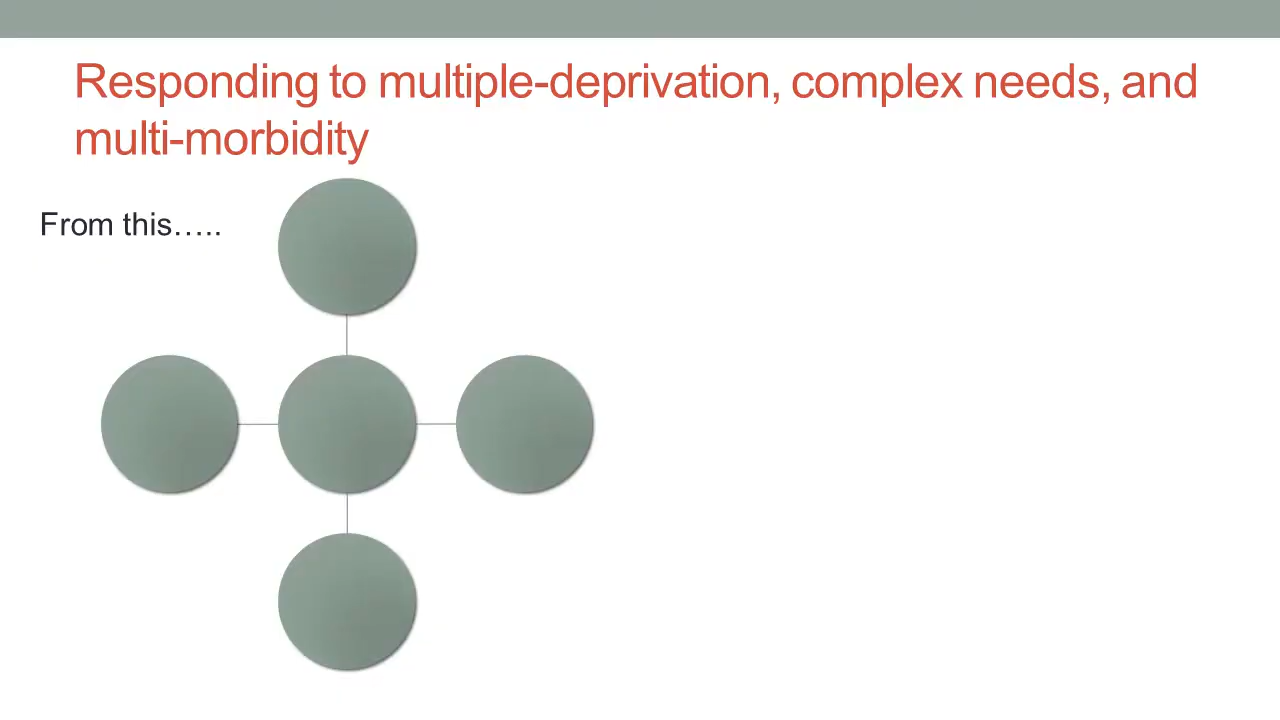 Responding to multiple-deprivation, complex needs, and
multi-morbidity
From this…..